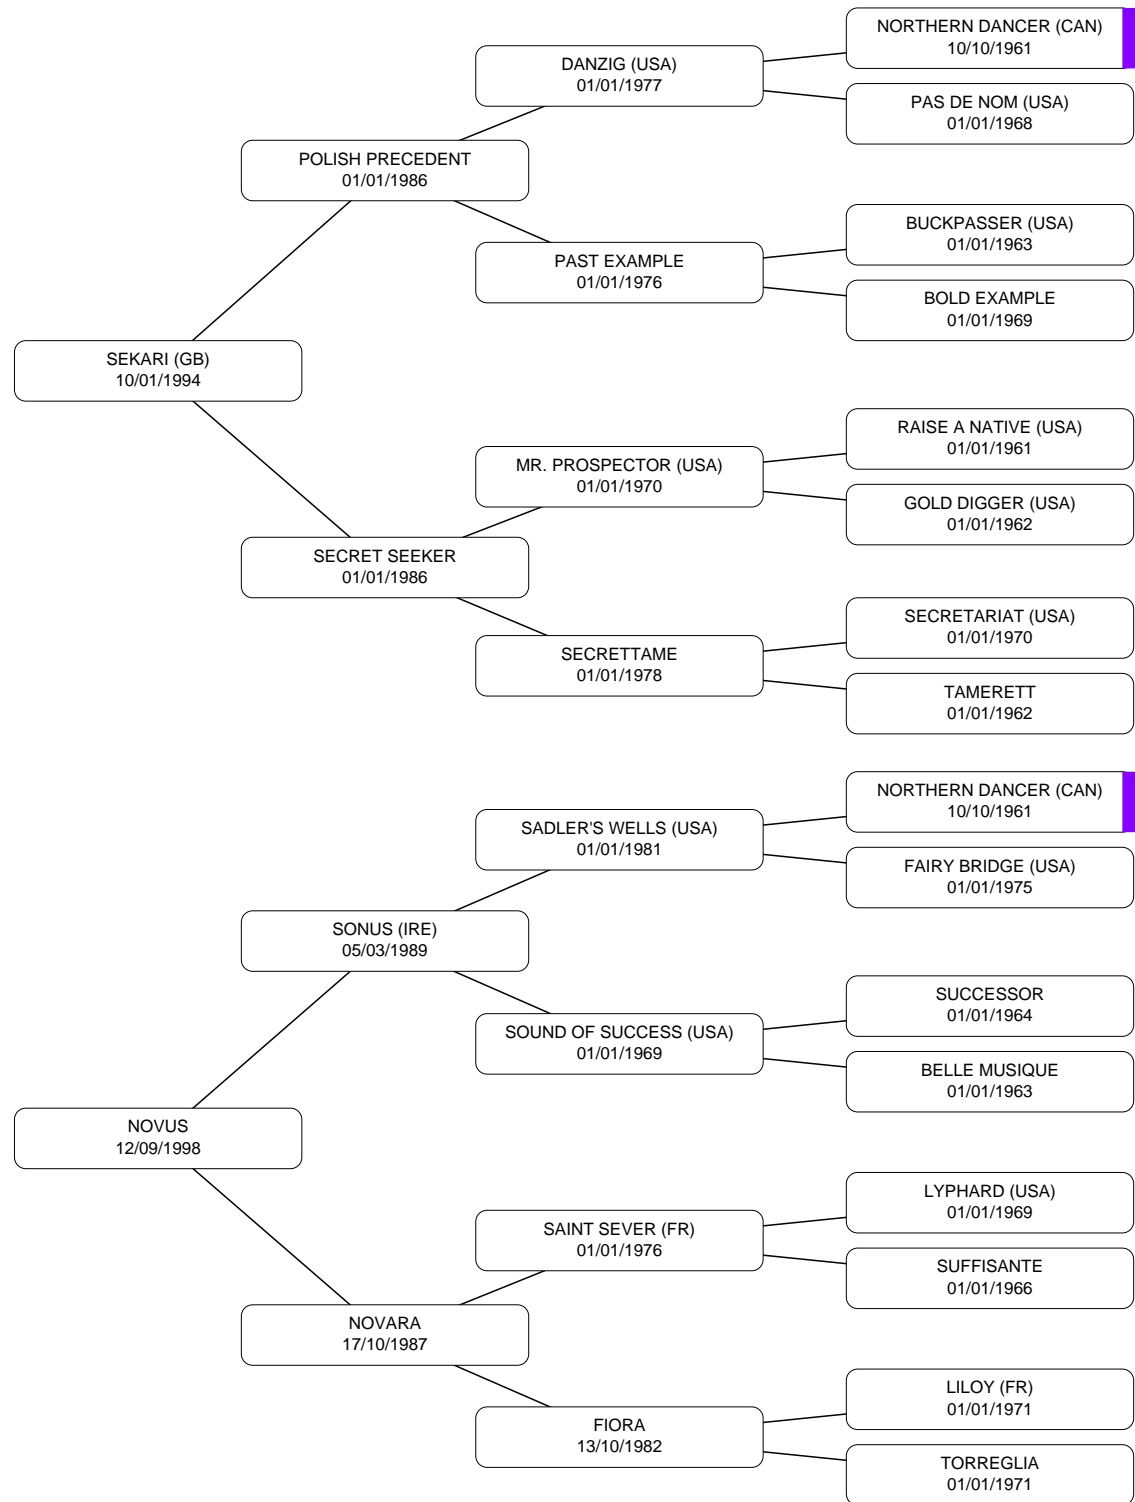 NORTHERN DANCER (CAN)
10/10/1961
DANZIG (USA)
01/01/1977
PAS DE NOM (USA)
01/01/1968
POLISH PRECEDENT
01/01/1986
BUCKPASSER (USA)
01/01/1963
PAST EXAMPLE
01/01/1976
BOLD EXAMPLE
01/01/1969
SEKARI (GB)
10/01/1994
RAISE A NATIVE (USA)
01/01/1961
MR. PROSPECTOR (USA)
01/01/1970
GOLD DIGGER (USA)
01/01/1962
SECRET SEEKER
01/01/1986
SECRETARIAT (USA)
01/01/1970
SECRETTAME
01/01/1978
TAMERETT
01/01/1962
NORTHERN DANCER (CAN)
10/10/1961
SADLER'S WELLS (USA)
01/01/1981
FAIRY BRIDGE (USA)
01/01/1975
SONUS (IRE)
05/03/1989
SUCCESSOR
01/01/1964
SOUND OF SUCCESS (USA)
01/01/1969
BELLE MUSIQUE
01/01/1963
NOVUS
12/09/1998
LYPHARD (USA)
01/01/1969
SAINT SEVER (FR)
01/01/1976
SUFFISANTE
01/01/1966
NOVARA
17/10/1987
LILOY (FR)
01/01/1971
FIORA
13/10/1982
TORREGLIA
01/01/1971